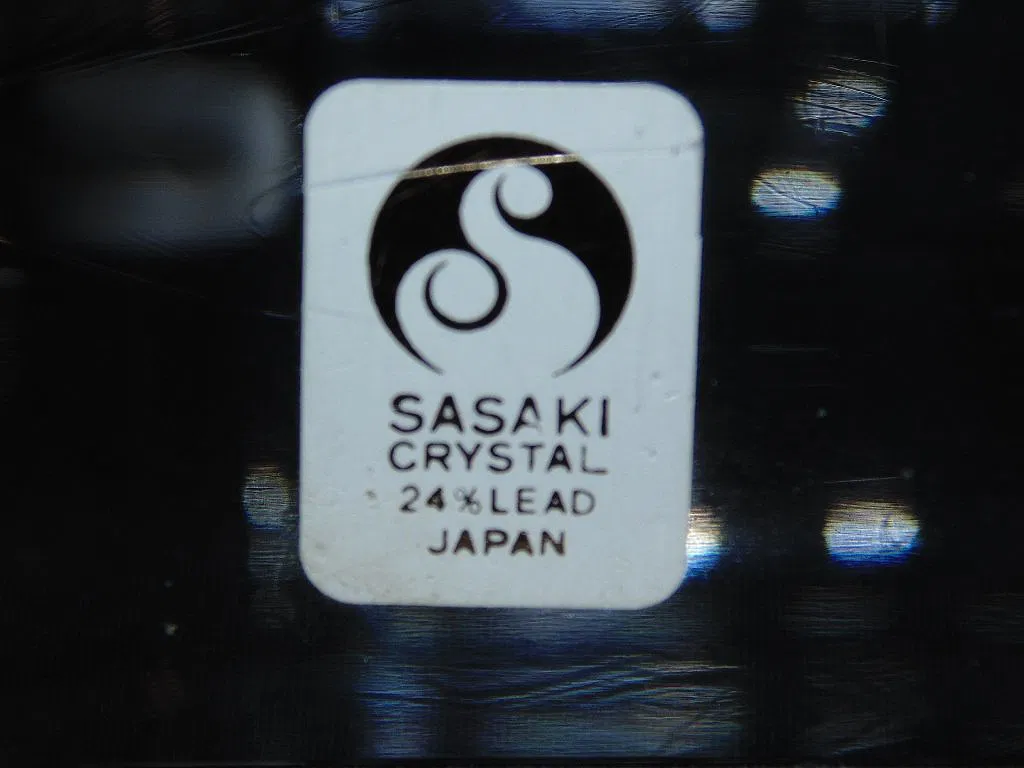 SASAKI
CRYSTAL
24% LEAD
JAPAN